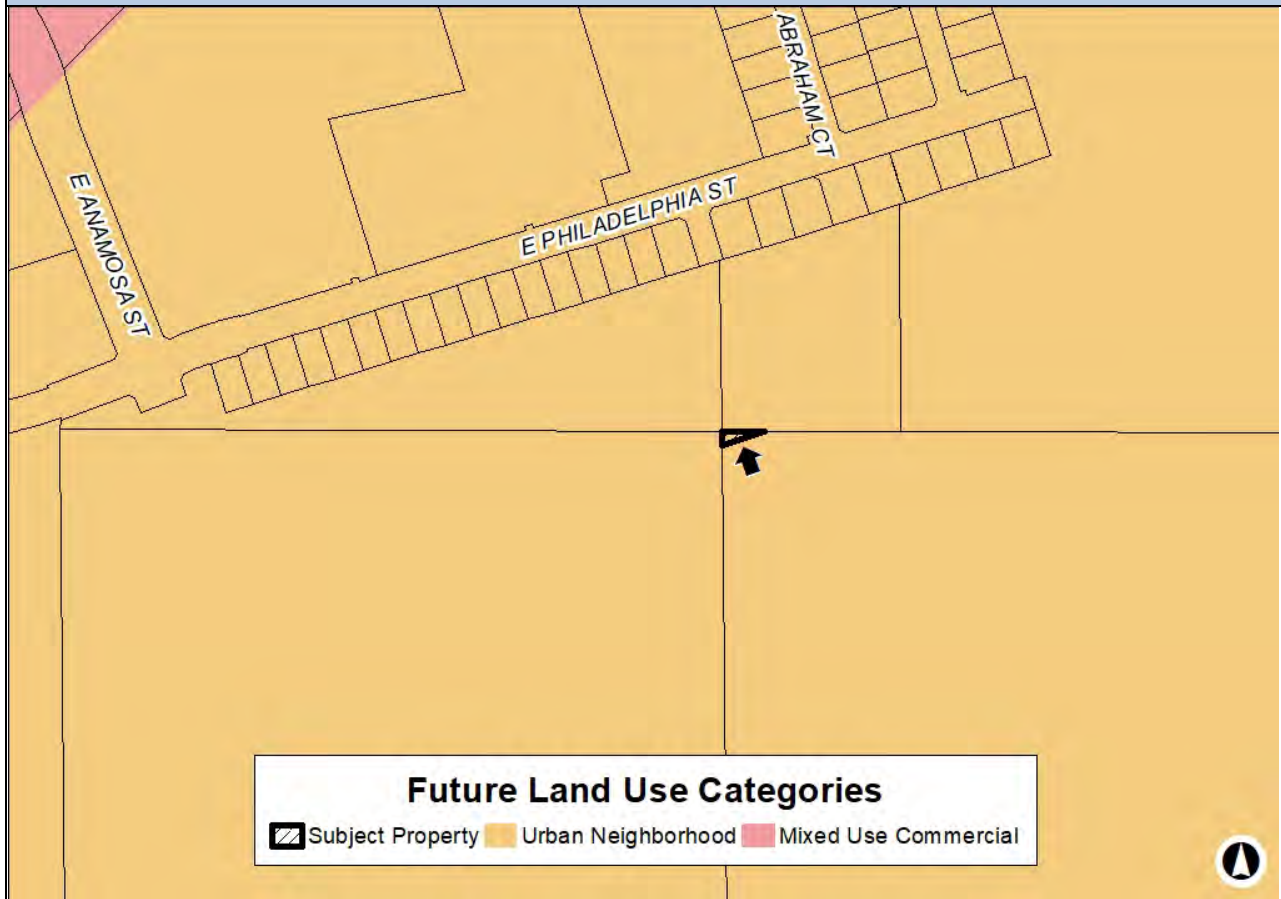 ABRAHAM CT
E ANAMOSA ST
E PHILADELPHIA ST
Future Land Use Categories
Subject Property Urban Neighborhood Mixed Use Commercial